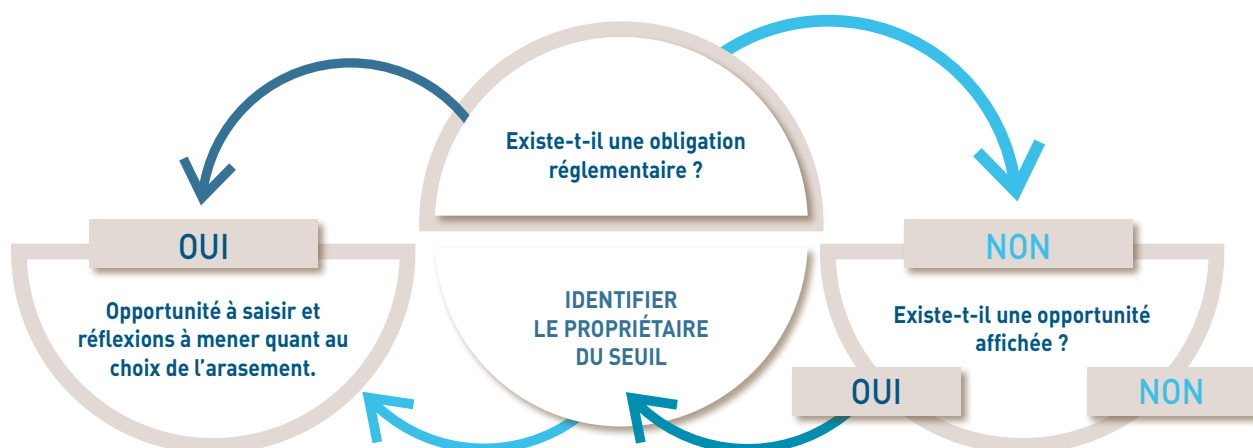 Existe-t-il une obligation
réglementaire ?
OUI
Opportunité à saisir et
réflexions à mener quant au
choix de l’arasement.
IDENTIFIER
LE PROPRIÉTAIRE
DU SEUIL
NON
Existe-t-il une opportunité
affichée ?
OUI
NON